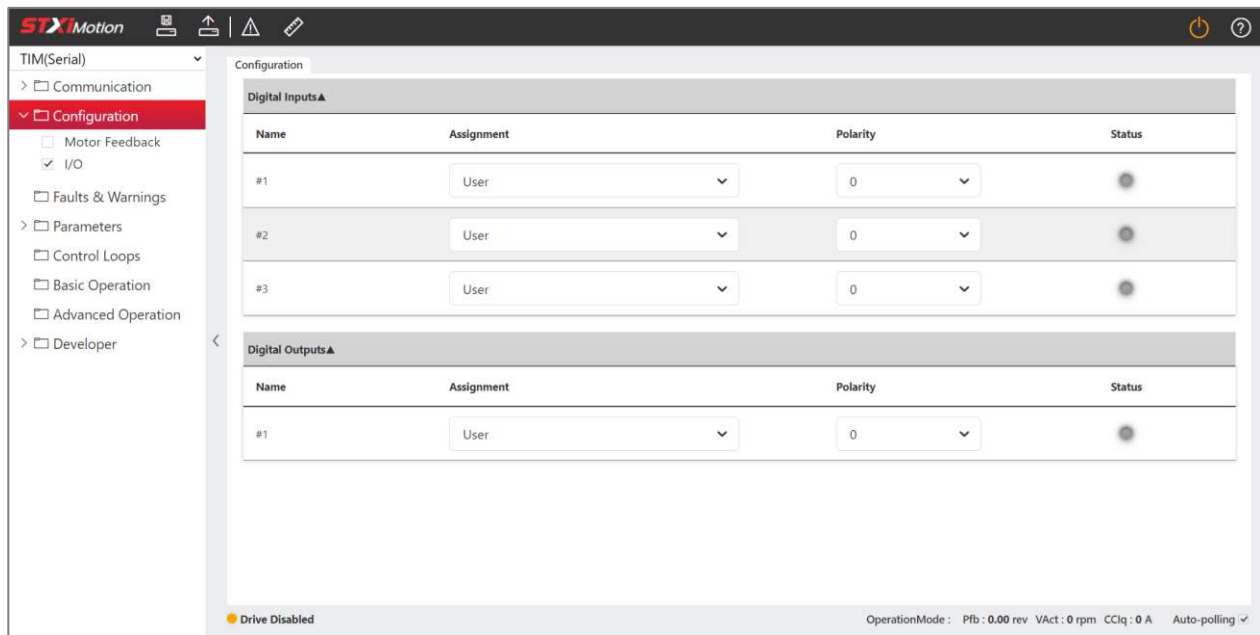 STXI Motion
TIM(Serial)
Communication
Configuration
Motor Feedback
I/O
Faults & Warnings
Parameters
Control Loops
Basic Operation
Advanced Operation
Developer
Configuration
Digital Inputs▲
Name Assignment Polarity Status
#1 User 0
#2 User 0
#3 User 0
Digital Outputs▲
Name Assignment Polarity Status
#1 User 0
Drive Disabled OperationMode : Pfb : 0.00 rev VAct : 0 rpm CCIq : 0 A Auto-polling